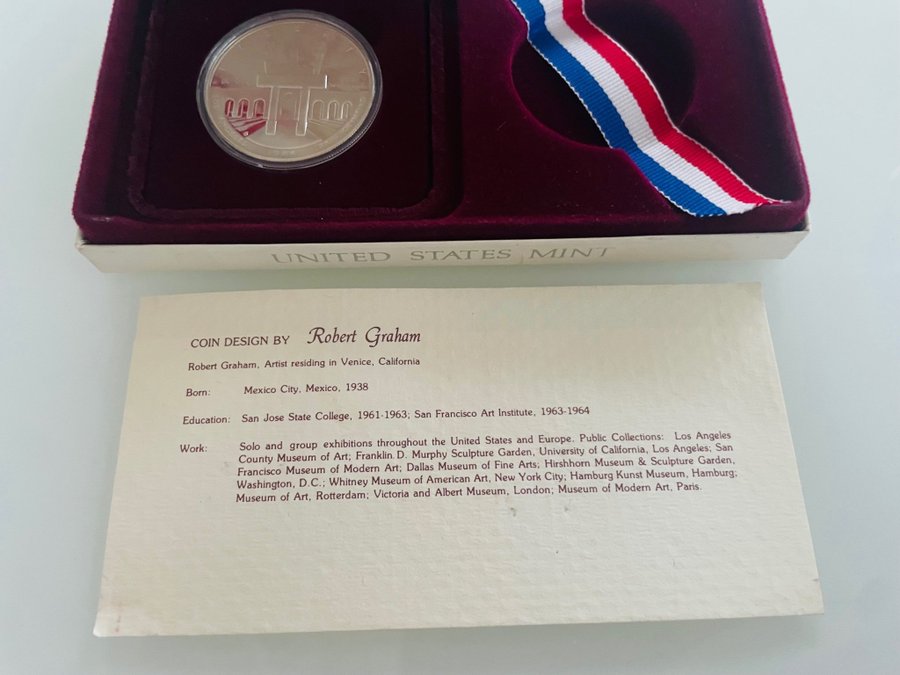 UNITED STATES MINT
COIN DESIGN BY Robert Graham
Robert Graham, Artist residing in Venice, California
Born: Mexico City, Mexico, 1938
Education: San Jose State College, 1961-1963; San Francisco Art Institute, 1963-1964
Work: Solo and group exhibitions throughout the United States and Europe. Public Collections: Los Angeles
County Museum of Art; Franklin D. Murphy Sculpture Garden, University of California, Los Angeles; San
Francisco Museum of Modern Art; Dallas Museum of Fine Arts; Hirshhorn Museum & Sculpture Garden,
Washington, D.C.; Whitney Museum of American Art, New York City; Hamburg Kunst Museum, Hamburg;
Museum of Art, Rotterdam; Victoria and Albert Museum, London; Museum of Modern Art, Paris.